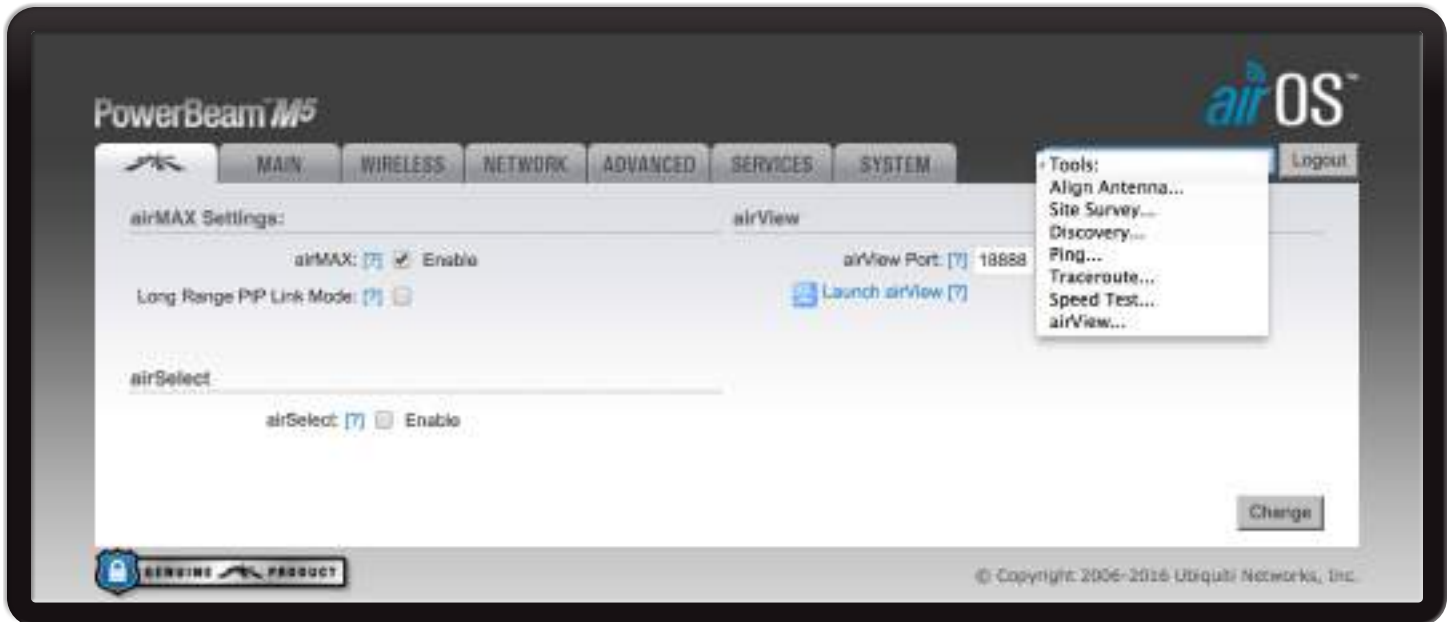 PowerBeam™ M5
airOS™
MAIN
WIRELESS
NETWORK
ADVANCED
SERVICES
SYSTEM
Tools:
Align Antenna...
Site Survey...
Discovery...
Ping...
Traceroute...
Speed Test...
airView...
Logout
airMAX Settings:
airMAX: [?] Enable
Long Range PtP Link Mode: [?]
airView
airView Port: [?] 18888
Launch airView [?]
airSelect
airSelect: [?] Enable
Change
GENUINE PRODUCT
© Copyright 2006-2016 Ubiquiti Networks, Inc.